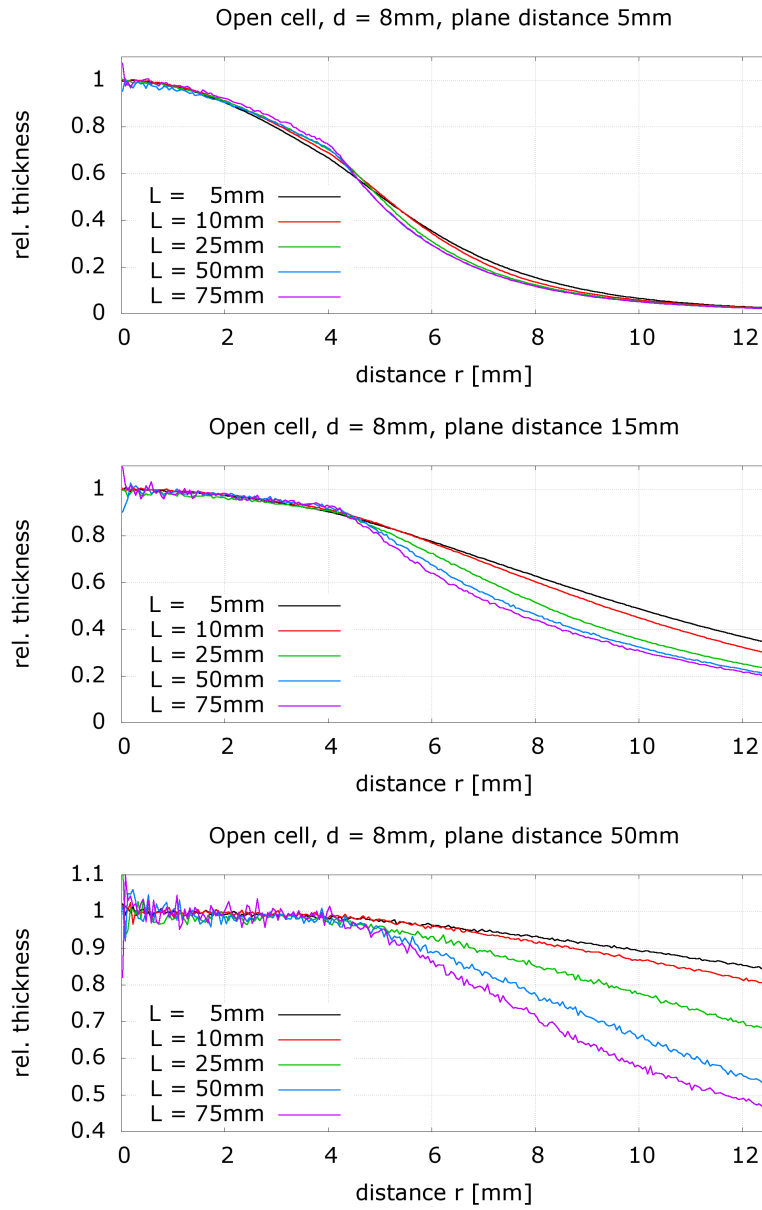 Open cell, d = 8mm, plane distance 5mm
rel. thickness
1
0.8
0.6
0.4
0.2
0
L = 5mm
L = 10mm
L = 25mm
L = 50mm
L = 75mm
0 2 4 6 8 10 12
distance r [mm]
Open cell, d = 8mm, plane distance 15mm
rel. thickness
1
0.8
0.6
0.4
0.2
0
L = 5mm
L = 10mm
L = 25mm
L = 50mm
L = 75mm
0 2 4 6 8 10 12
distance r [mm]
Open cell, d = 8mm, plane distance 50mm
rel. thickness
1.1
1
0.9
0.8
0.7
0.6
0.5
0.4
L = 5mm
L = 10mm
L = 25mm
L = 50mm
L = 75mm
0 2 4 6 8 10 12
distance r [mm]